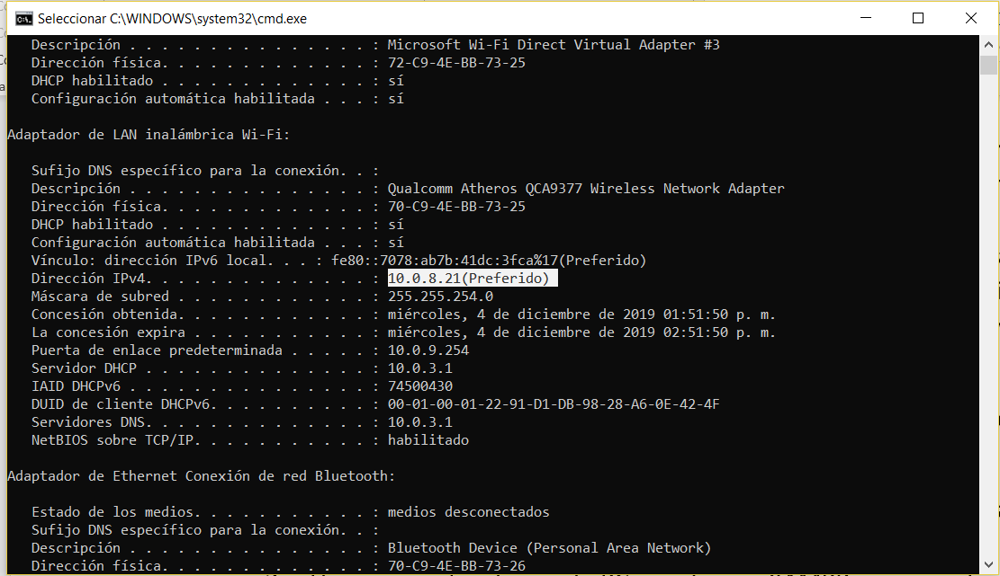 Seleccionar C:\WINDOWS\system32\cmd.exe
Descripción . . . . . . . . . . . . . . . : Microsoft Wi-Fi Direct Virtual Adapter #3
Dirección física. . . . . . . . . . . . . : 72-C9-4E-BB-73-25
DHCP habilitado . . . . . . . . . . . . . : sí
Configuración automática habilitada . . . : sí
Adaptador de LAN inalámbrica Wi-Fi:
Sufijo DNS específico para la conexión. . :
Descripción . . . . . . . . . . . . . . . : Qualcomm Atheros QCA9377 Wireless Network Adapter
Dirección física. . . . . . . . . . . . . : 70-C9-4E-BB-73-25
DHCP habilitado . . . . . . . . . . . . . : sí
Configuración automática habilitada . . . : sí
Vínculo: dirección IPv6 local. . . : fe80::7078:ab7b:41dc:3fca%17(Preferido)
Dirección IPv4. . . . . . . . . . . . . . : 10.0.8.21(Preferido)
Máscara de subred . . . . . . . . . . . . : 255.255.254.0
Concesión obtenida. . . . . . . . . . . . : miércoles, 4 de diciembre de 2019 01:51:50 p. m.
La concesión expira . . . . . . . . . . . : miércoles, 4 de diciembre de 2019 02:51:50 p. m.
Puerta de enlace predeterminada . . . . . : 10.0.9.254
Servidor DHCP . . . . . . . . . . . . . . : 10.0.3.1
IAID DHCPv6 . . . . . . . . . . . . . . . : 74500430
DUID de cliente DHCPv6. . . . . . . . . . : 00-01-00-01-22-91-D1-DB-98-28-A6-0E-42-4F
Servidores DNS. . . . . . . . . . . . . . : 10.0.3.1
NetBIOS sobre TCP/IP. . . . . . . . . . . : habilitado
Adaptador de Ethernet Conexión de red Bluetooth:
Estado de los medios. . . . . . . . . . . : medios desconectados
Sufijo DNS específico para la conexión. . :
Descripción . . . . . . . . . . . . . . . : Bluetooth Device (Personal Area Network)
Dirección física. . . . . . . . . . . . . : 70-C9-4E-BB-73-26